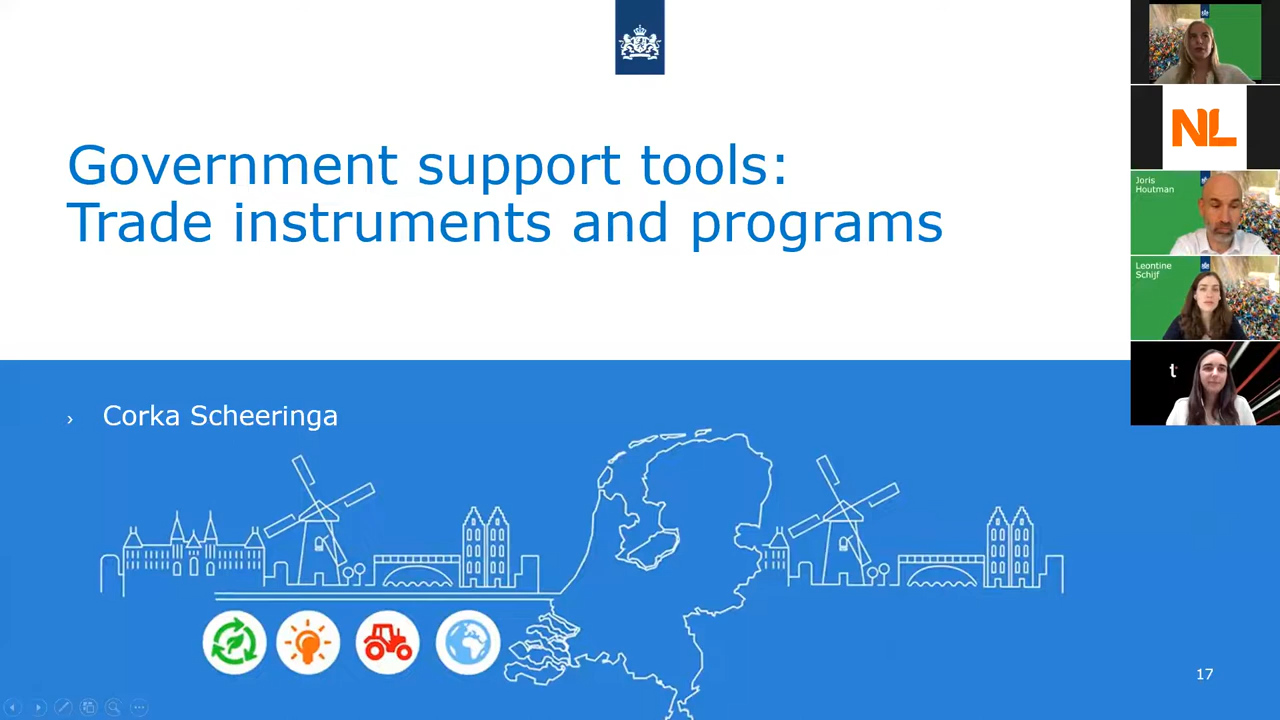 Government support tools:
Trade instruments and programs
› Corka Scheeringa
17
NL
Joris
Houtman
Leontine
Schijf
t